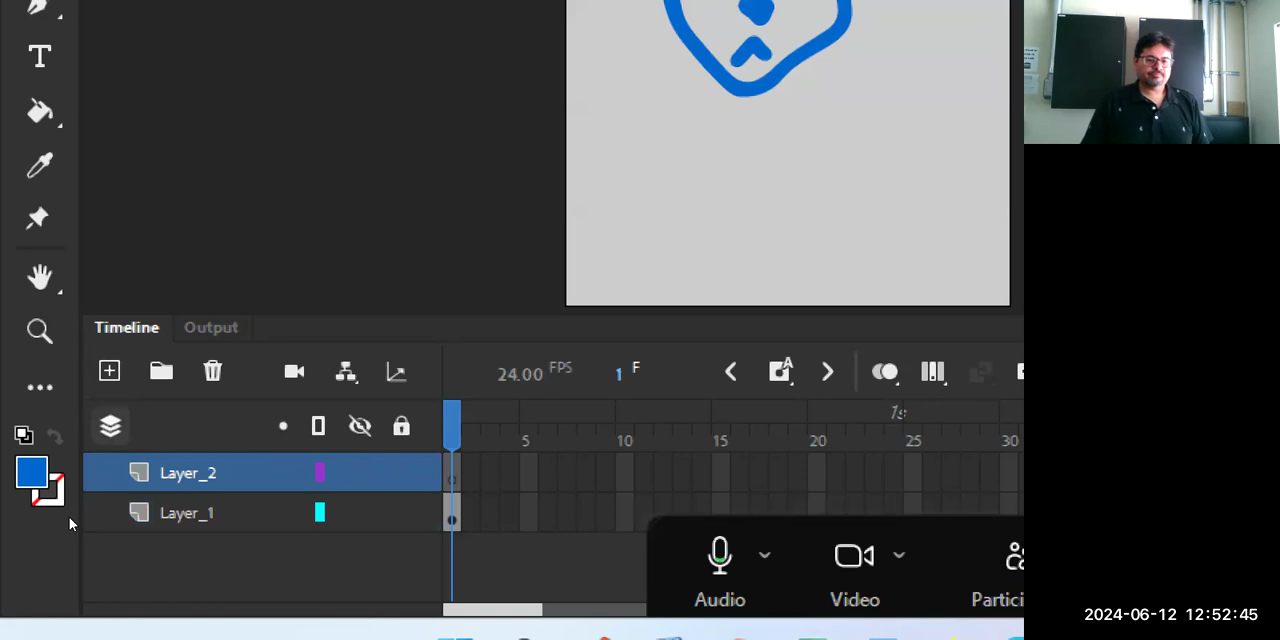 T
Timeline Output
24.00 FPS 1 F
A
1s
5 10 15 20 25 30
Layer_2
Layer_1
Audio Video Partici
2024-06-12 12:52:45